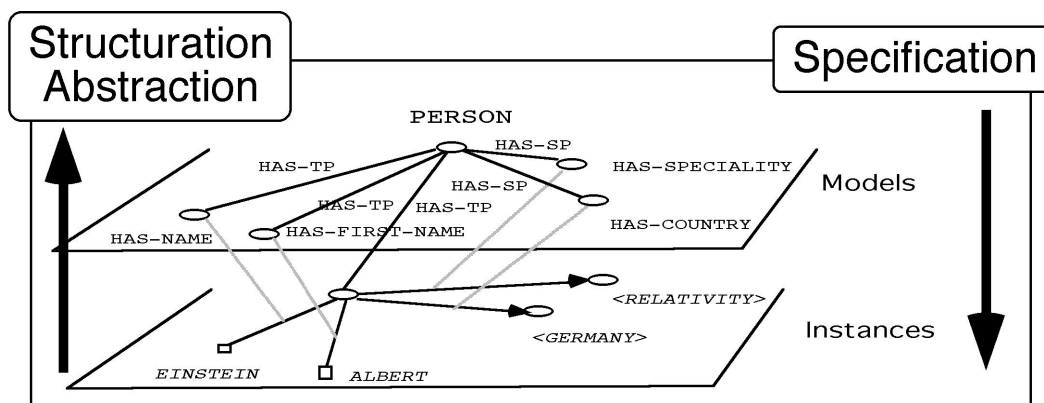 Structuration
Abstraction
Specification
PERSON
HAS-SP
HAS-TP
HAS-SPECIALITY
HAS-SP
Models
HAS-TP
HAS-TP
HAS-NAME
HAS-FIRST-NAME
HAS-COUNTRY
<RELATIVITY>
<GERMANY>
Instances
EINSTEIN
ALBERT